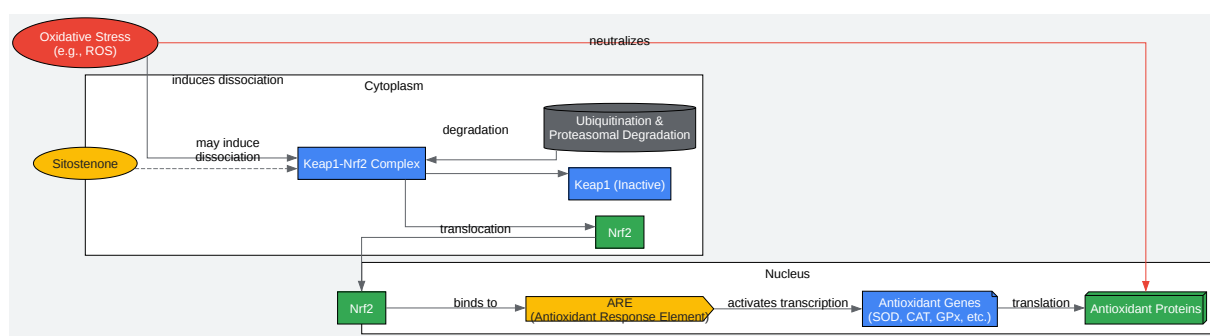 Oxidative Stress
(e.g., ROS)
neutralizes
induces dissociation
Cytoplasm
Ubiquitination &
Proteasomal Degradation
degradation
may induce
dissociation
Sitostenone
Keap1-Nrf2 Complex
Keap1 (Inactive)
Nrf2
translocation
Nucleus
Nrf2
binds to
ARE
(Antioxidant Response Element)
activates transcription
Antioxidant Genes
(SOD, CAT, GPx, etc.)
translation
Antioxidant Proteins